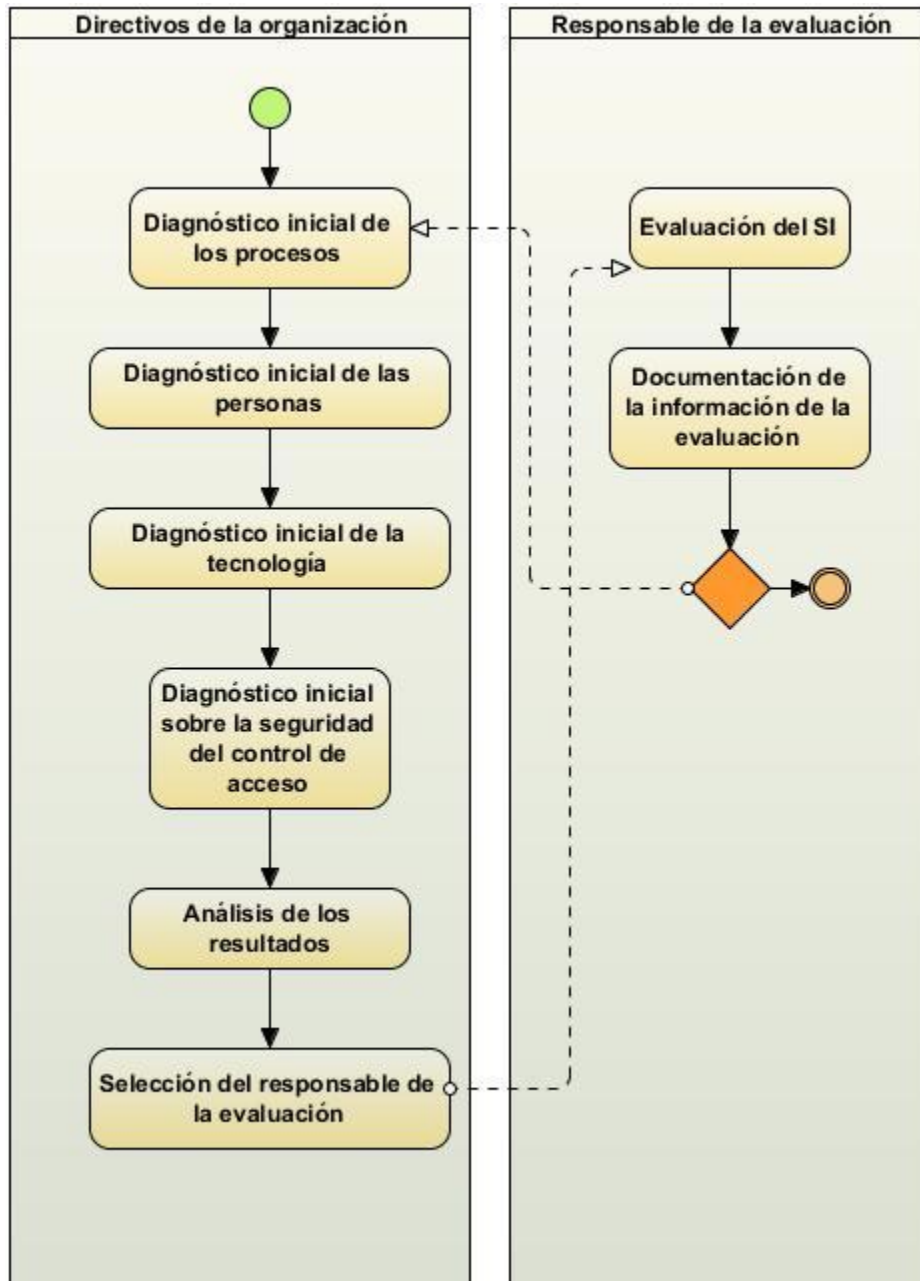 Directivos de la organización
Responsable de la evaluación
Diagnóstico inicial de
los procesos
Diagnóstico inicial de las
personas
Diagnóstico inicial de la
tecnología
Diagnóstico inicial
sobre la seguridad
del control de
acceso
Análisis de los
resultados
Selección del responsable de
la evaluación
Evaluación del SI
Documentación de
la información de la
evaluación